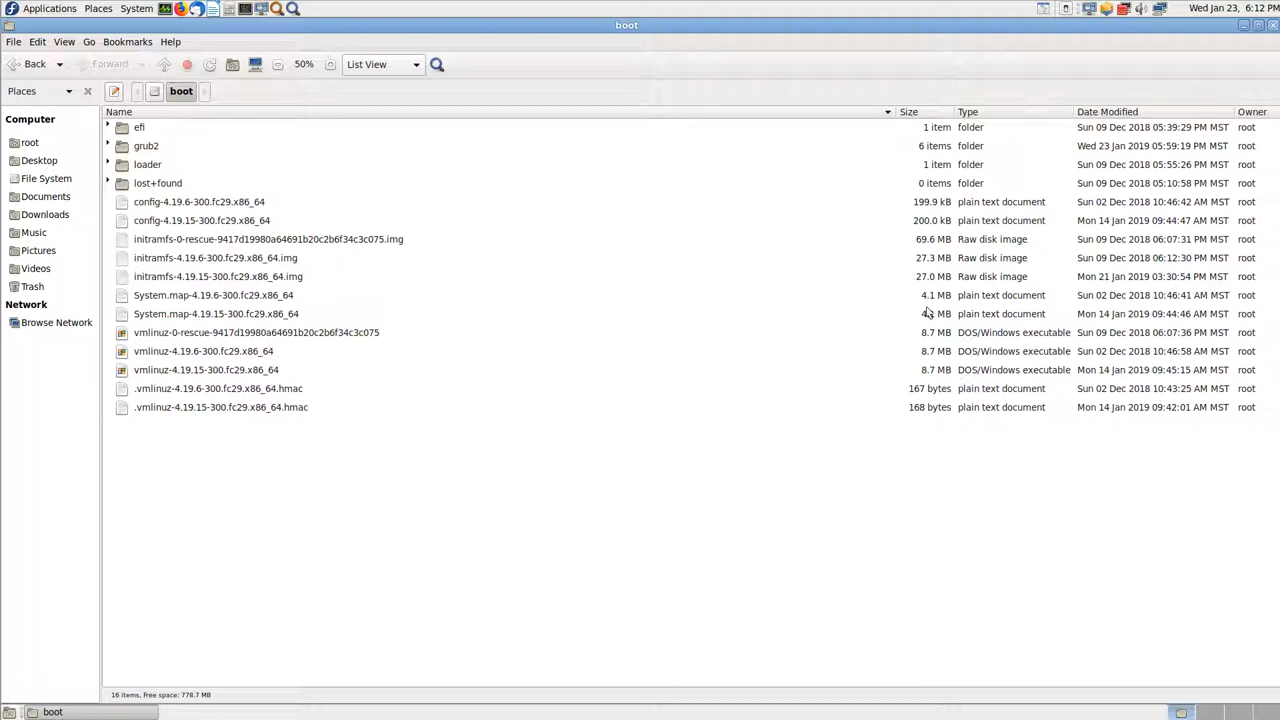 Applications Places System Wed Jan 23, 6:12 PM
boot
File Edit View Go Bookmarks Help
Back Forward 50% List View
Places boot
Name Size Type Date Modified Owner
Computer
root
Desktop
File System
Documents
Downloads
Music
Pictures
Videos
Trash
Network
Browse Network
efi 1 item folder Sun 09 Dec 2018 05:39:29 PM MST root
grub2 6 items folder Wed 23 Jan 2019 05:59:19 PM MST root
loader 1 item folder Sun 09 Dec 2018 05:55:26 PM MST root
lost+found 0 items folder Sun 09 Dec 2018 05:10:58 PM MST root
config-4.19.6-300.fc29.x86_64 199.9 kB plain text document Sun 02 Dec 2018 10:46:42 AM MST root
config-4.19.15-300.fc29.x86_64 200.0 kB plain text document Mon 14 Jan 2019 09:44:47 AM MST root
initramfs-0-rescue-9417d19980a64691b20c2b6f34c3c075.img 69.6 MB Raw disk image Sun 09 Dec 2018 06:07:31 PM MST root
initramfs-4.19.6-300.fc29.x86_64.img 27.3 MB Raw disk image Sun 09 Dec 2018 06:12:30 PM MST root
initramfs-4.19.15-300.fc29.x86_64.img 27.0 MB Raw disk image Mon 21 Jan 2019 03:30:54 PM MST root
System.map-4.19.6-300.fc29.x86_64 4.1 MB plain text document Sun 02 Dec 2018 10:46:41 AM MST root
System.map-4.19.15-300.fc29.x86_64 MB plain text document Mon 14 Jan 2019 09:44:46 AM MST root
vmlinuz-0-rescue-9417d19980a64691b20c2b6f34c3c075 8.7 MB DOS/Windows executable Sun 09 Dec 2018 06:07:36 PM MST root
vmlinuz-4.19.6-300.fc29.x86_64 8.7 MB DOS/Windows executable Sun 02 Dec 2018 10:46:58 AM MST root
vmlinuz-4.19.15-300.fc29.x86_64 8.7 MB DOS/Windows executable Mon 14 Jan 2019 09:45:15 AM MST root
.vmlinuz-4.19.6-300.fc29.x86_64.hmac 167 bytes plain text document Sun 02 Dec 2018 10:43:25 AM MST root
.vmlinuz-4.19.15-300.fc29.x86_64.hmac 168 bytes plain text document Mon 14 Jan 2019 09:42:01 AM MST root
16 items, Free space: 778.7 MB
boot